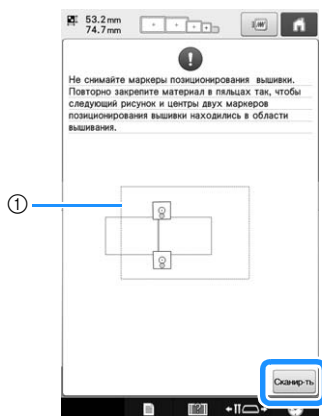 53.2 mm
74.7 mm
Не снимайте маркеры позиционирования вышивки.
Повторно закрепите материал в пяльцах так, чтобы
следующий рисунок и центры двух маркеров
позиционирования вышивки находились в области
вышивания.
①
Сканир-ть